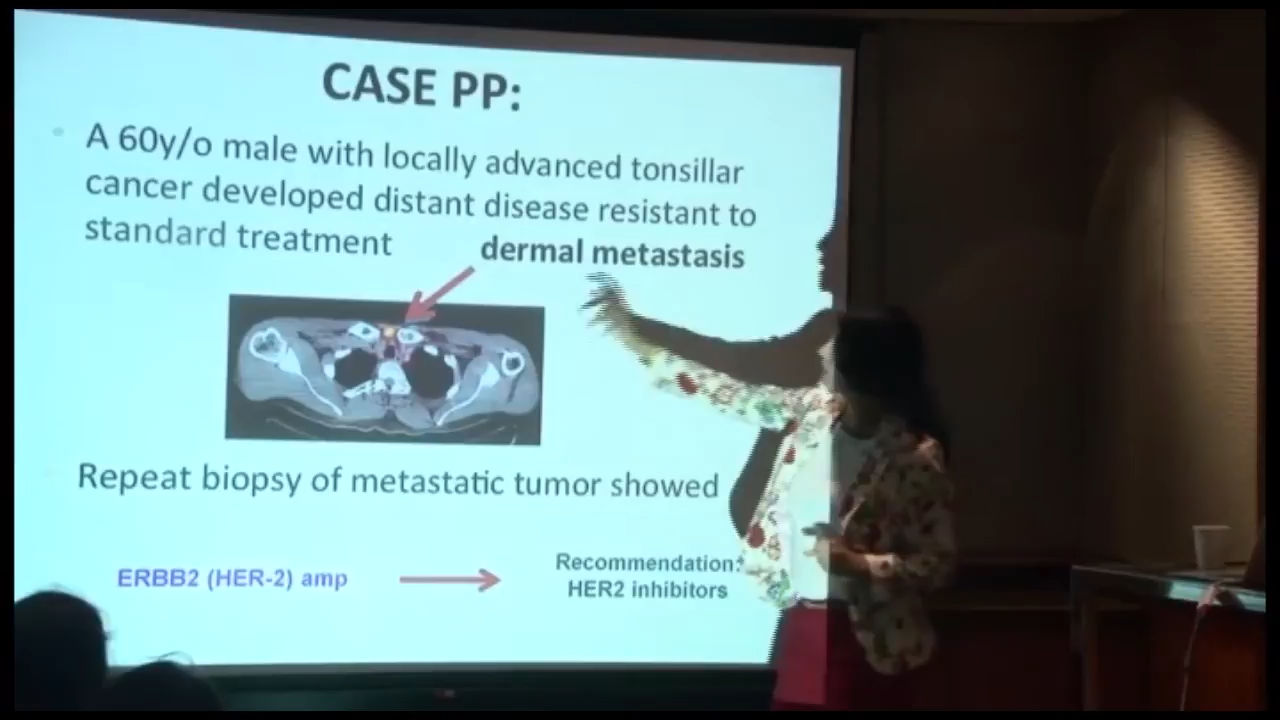 CASE PP:
A 60y/o male with locally advanced tonsillar
cancer developed distant disease resistant to
standard treatment
dermal metastasis
Repeat biopsy of metastatic tumor showed
ERBB2 (HER-2) amp
Recommendation:
HER2 inhibitors